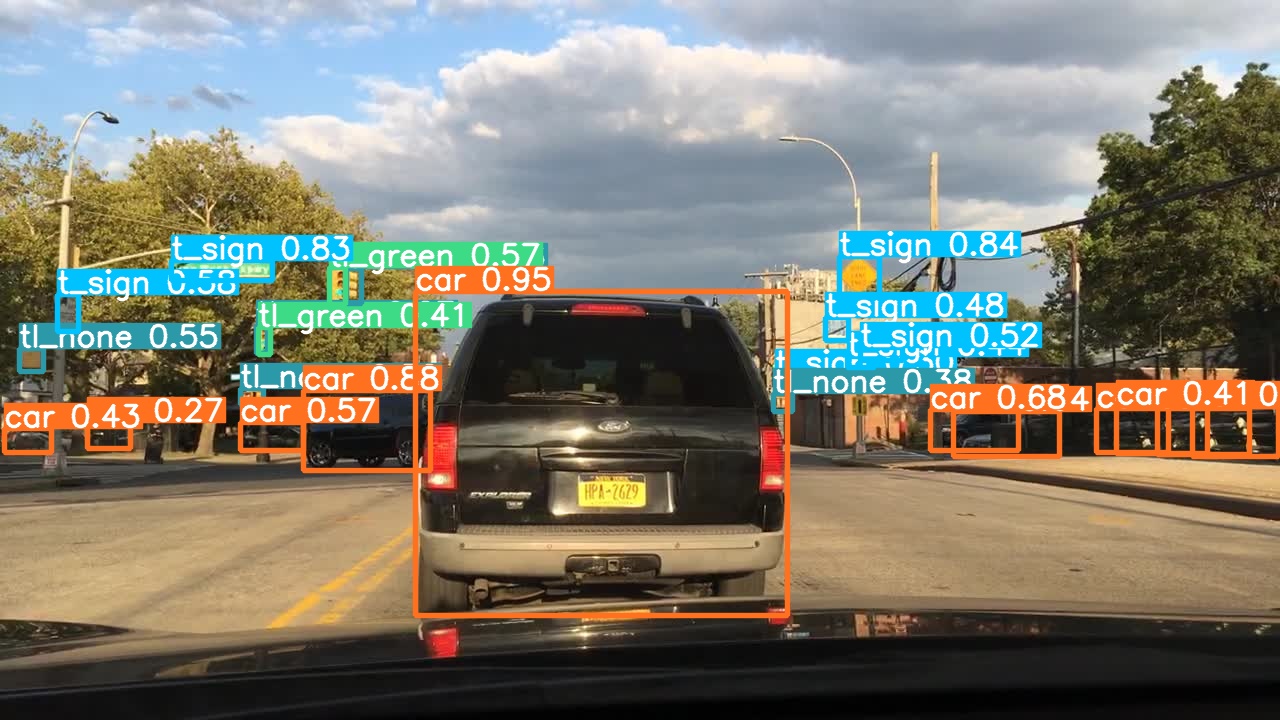 t_sign 0.83
t_sign 0.84
tl_green 0.57
car 0.95
t_sign 0.58
t_sign 0.48
tl_green 0.41
tl_none 0.55
t_sign 0.52
tl_none 0.38
car 0.88
car 0.57
car 0.43
0.27
car 0.684
car 0.41
Ford
EXPLORER
NEW YORK
HPA-2629